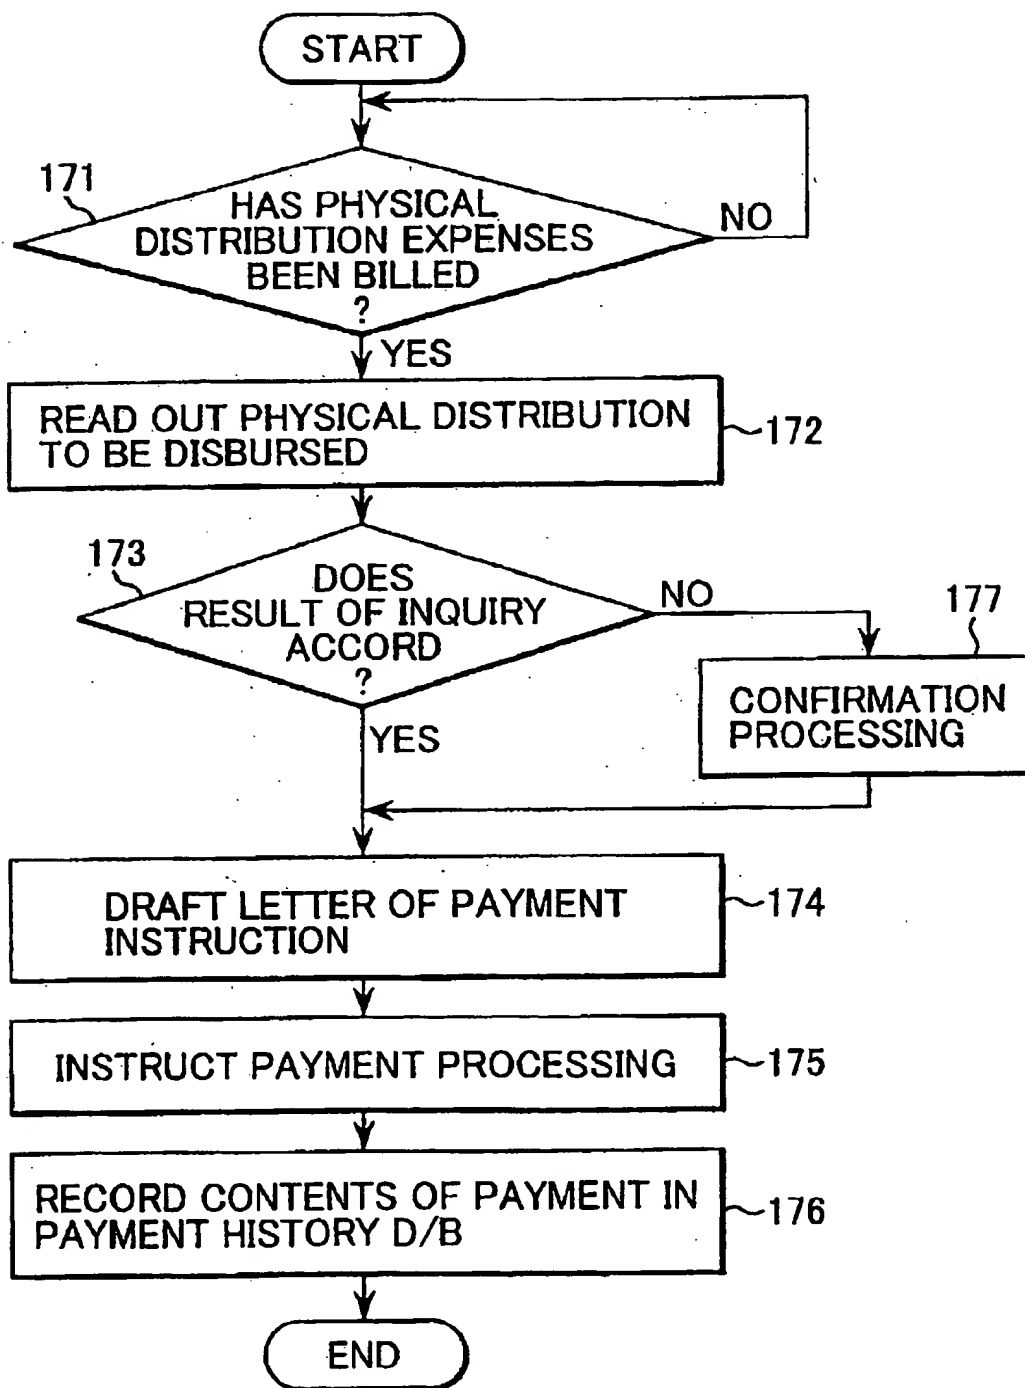 START
171
HAS PHYSICAL
DISTRIBUTION EXPENSES
BEEN BILLED
?
NO
YES
READ OUT PHYSICAL DISTRIBUTION
TO BE DISBURSED
172
173
DOES
RESULT OF INQUIRY
ACCORD
?
NO
177
CONFIRMATION
PROCESSING
YES
DRAFT LETTER OF PAYMENT
INSTRUCTION
174
INSTRUCT PAYMENT PROCESSING
175
RECORD CONTENTS OF PAYMENT IN
PAYMENT HISTORY D/B
176
END